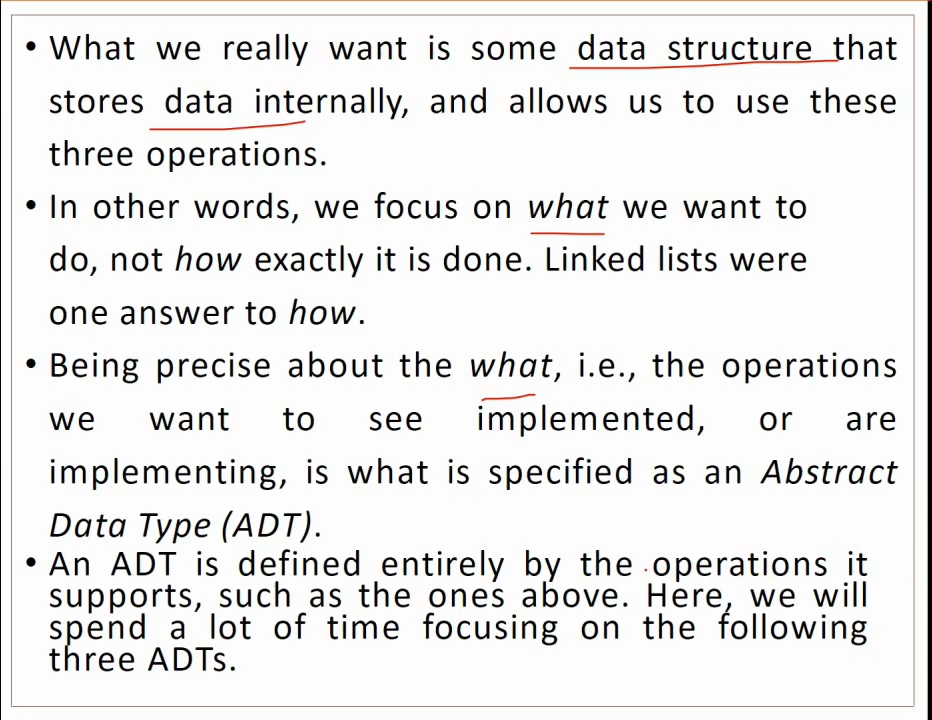 • What we really want is some data structure that
stores data internally, and allows us to use these
three operations.
• In other words, we focus on what we want to
do, not how exactly it is done. Linked lists were
one answer to how.
• Being precise about the what, i.e., the operations
we want to see implemented, or are
implementing, is what is specified as an Abstract
Data Type (ADT).
• An ADT is defined entirely by the operations it
supports, such as the ones above. Here, we will
spend a lot of time focusing on the following
three ADTs.